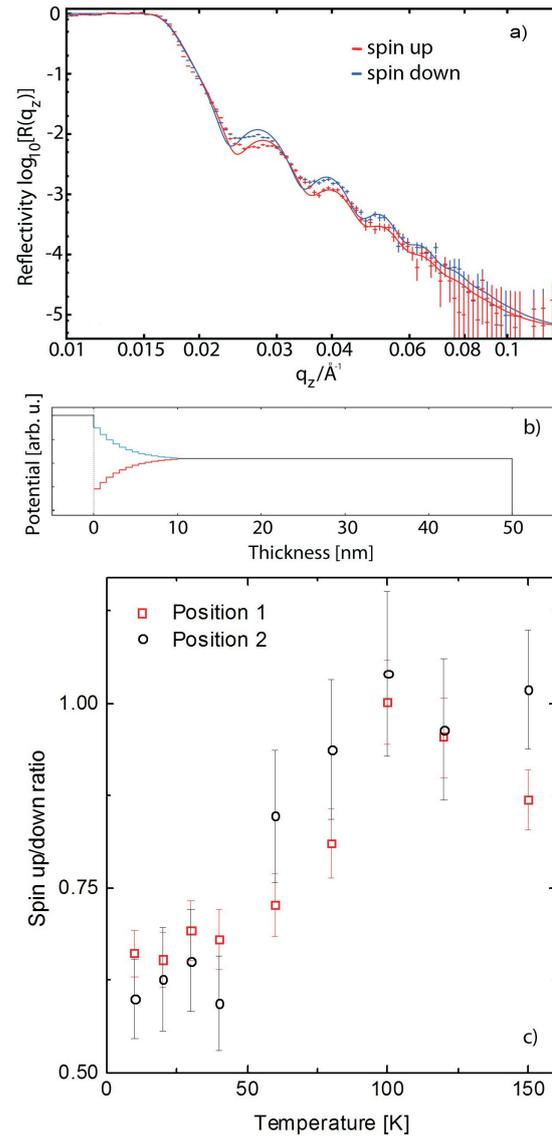 a)
spin up
spin down
Reflectivity log10[R(qz)]
0
-1
-2
-3
-4
-5
0.01 0.015 0.02 0.03 0.04 0.06 0.08 0.1
qz/Å-1
b)
Potential [arb. u.]
0 10 20 30 40 50
Thickness [nm]
Position 1
Position 2
Spin up/down ratio
1.00
0.75
0.50
c)
0 50 100 150
Temperature [K]